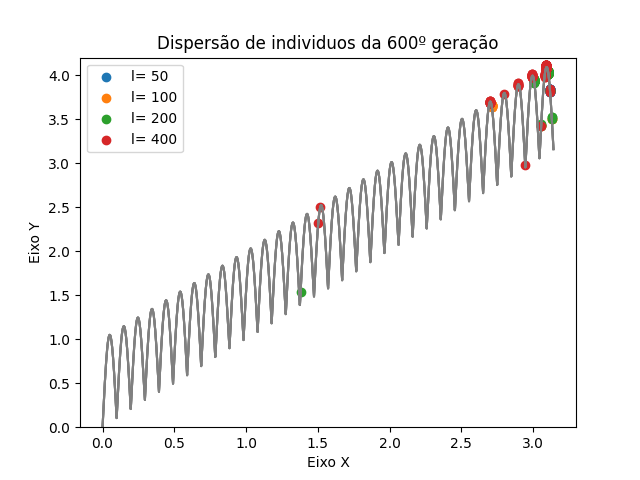 Dispersão de individuos da 600º geração
l= 50
l= 100
l= 200
l= 400
Eixo Y
4.0
3.5
3.0
2.5
2.0
1.5
1.0
0.5
0.0
0.0 0.5 1.0 1.5 2.0 2.5 3.0
Eixo X